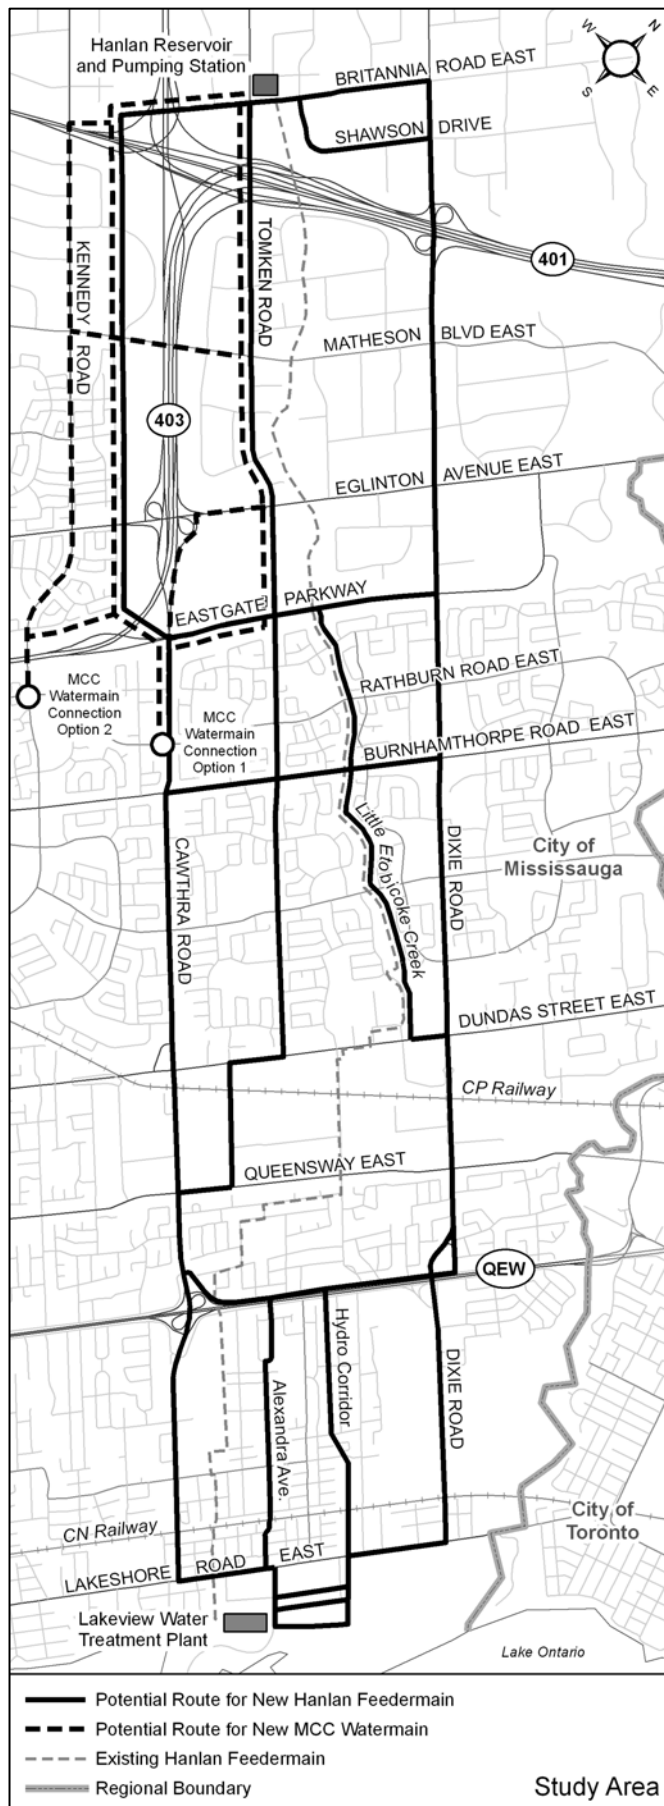 W
N
S
E
Hanlan Reservoir
and Pumping Station
BRITANNIA ROAD EAST
SHAWSON DRIVE
401
KENNEDY ROAD
TOMKEN ROAD
MATHESON BLVD EAST
403
EGLINTON AVENUE EAST
EASTGATE PARKWAY
RATHBURN ROAD EAST
MCC
Watermain
Connection
Option 2
MCC
Watermain
Connection
Option 1
BURNHAMTHORPE ROAD EAST
Little Etobicoke Creek
CAWTHRA ROAD
DIXIE ROAD
City of
Mississauga
DUNDAS STREET EAST
CP Railway
QUEENSWAY EAST
QEW
Hydro Corridor
Alexandra Ave.
DIXIE ROAD
CN Railway
City of
Toronto
LAKESHORE ROAD EAST
Lakeview Water
Treatment Plant
Lake Ontario
Potential Route for New Hanlan Feedermain
Potential Route for New MCC Watermain
Existing Hanlan Feedermain
Regional Boundary
Study Area